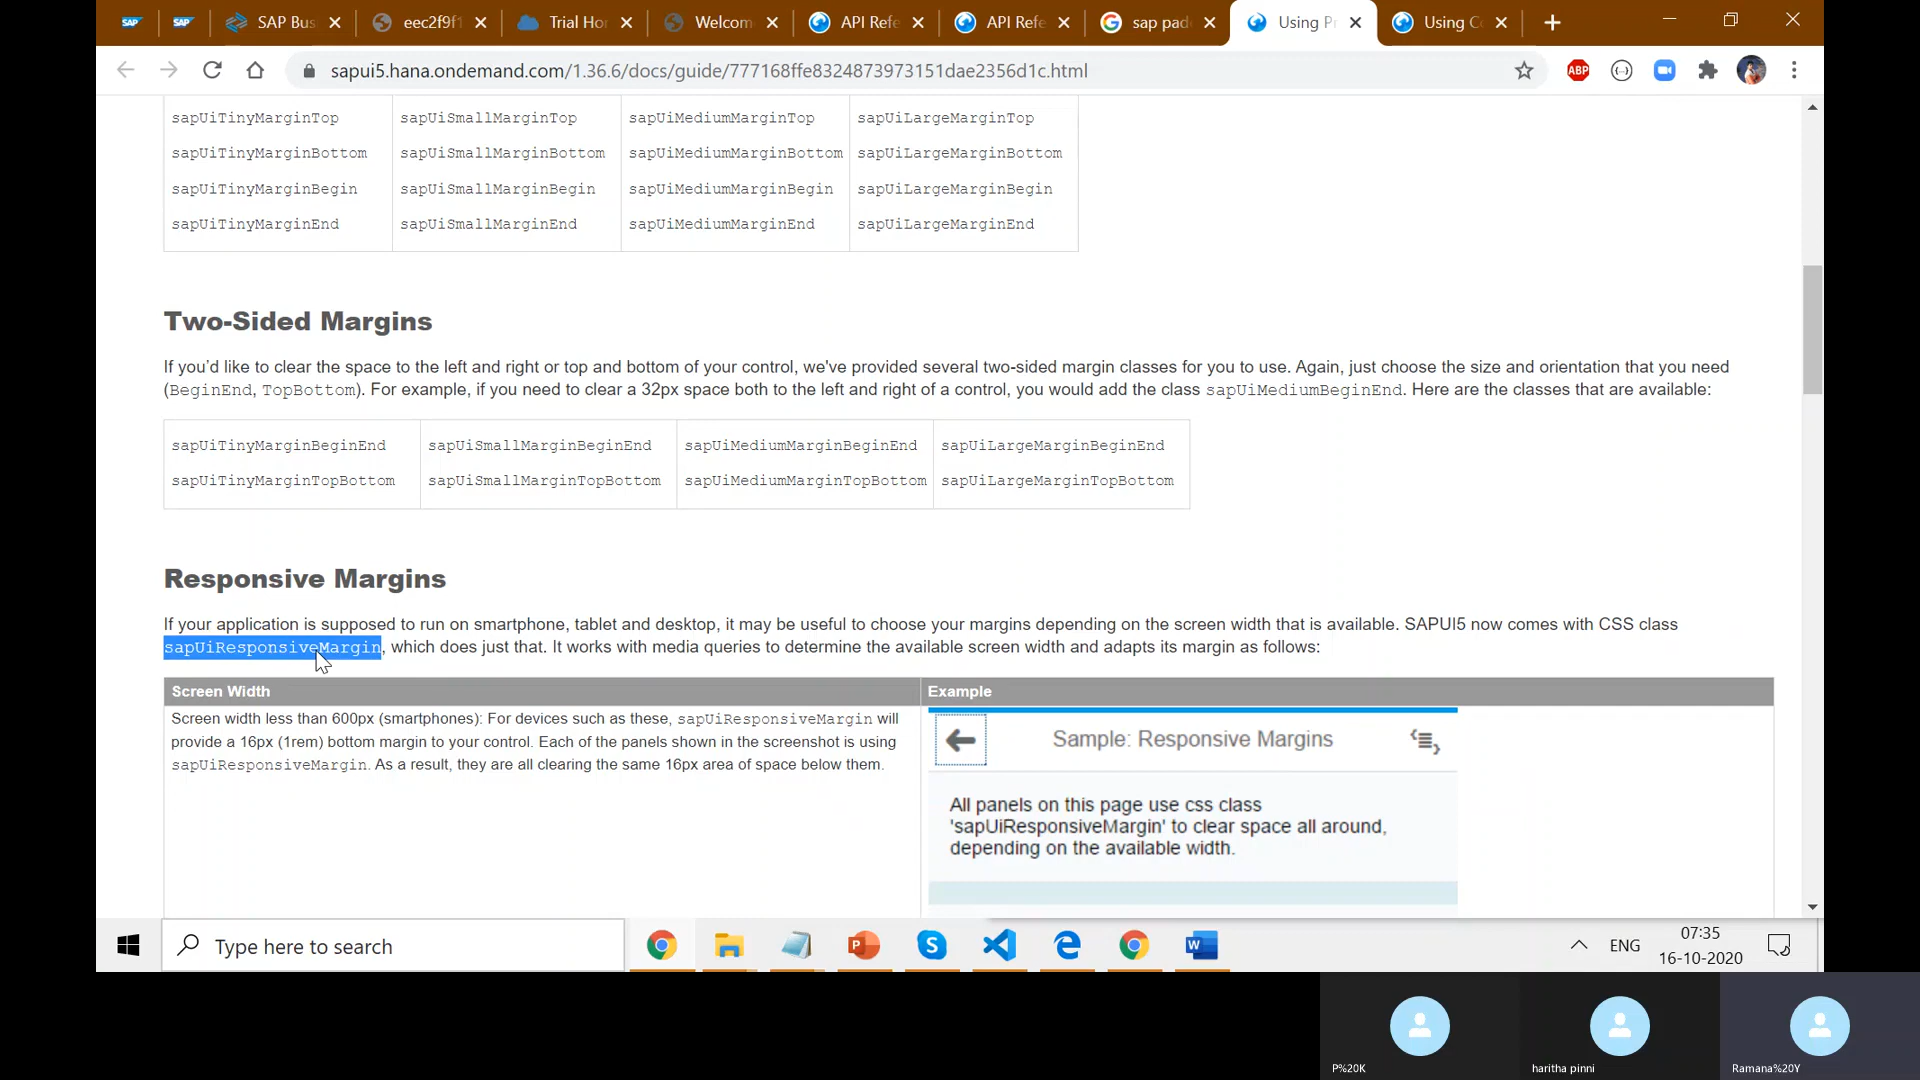 SAP
SAP
SAP Bus
eec2f9f1
Trial Ho
Welcom
API Refe
API Refe
sap pad
Using P
Using C
sapui5.hana.ondemand.com/1.36.6/docs/guide/777168ffe8324873973151dae2356d1c.html
ABP
sapUiTinyMarginTop sapUiSmallMarginTop sapUiMediumMarginTop sapUiLargeMarginTop
sapUiTinyMarginBottom sapUiSmallMarginBottom sapUiMediumMarginBottom sapUiLargeMarginBottom
sapUiTinyMarginBegin sapUiSmallMarginBegin sapUiMediumMarginBegin sapUiLargeMarginBegin
sapUiTinyMarginEnd sapUiSmallMarginEnd sapUiMediumMarginEnd sapUiLargeMarginEnd
Two-Sided Margins
If you'd like to clear the space to the left and right or top and bottom of your control, we've provided several two-sided margin classes for you to use. Again, just choose the size and orientation that you need
(BeginEnd, TopBottom). For example, if you need to clear a 32px space both to the left and right of a control, you would add the class sapUiMediumBeginEnd. Here are the classes that are available:
sapUiTinyMarginBeginEnd sapUiSmallMarginBeginEnd sapUiMediumMarginBeginEnd sapUiLargeMarginBeginEnd
sapUiTinyMarginTopBottom sapUiSmallMarginTopBottom sapUiMediumMarginTopBottom sapUiLargeMarginTopBottom
Responsive Margins
If your application is supposed to run on smartphone, tablet and desktop, it may be useful to choose your margins depending on the screen width that is available. SAPUI5 now comes with CSS class
sapUiResponsiveMargin, which does just that. It works with media queries to determine the available screen width and adapts its margin as follows:
Screen Width
Example
Screen width less than 600px (smartphones): For devices such as these, sapUiResponsiveMargin will
provide a 16px (1rem) bottom margin to your control. Each of the panels shown in the screenshot is using
sapUiResponsiveMargin. As a result, they are all clearing the same 16px area of space below them.
Sample: Responsive Margins
All panels on this page use css class
'sapUiResponsiveMargin' to clear space all around,
depending on the available width.
Type here to search
ENG
07:35
16-10-2020
P%20K
haritha pinni
Ramana%20Y